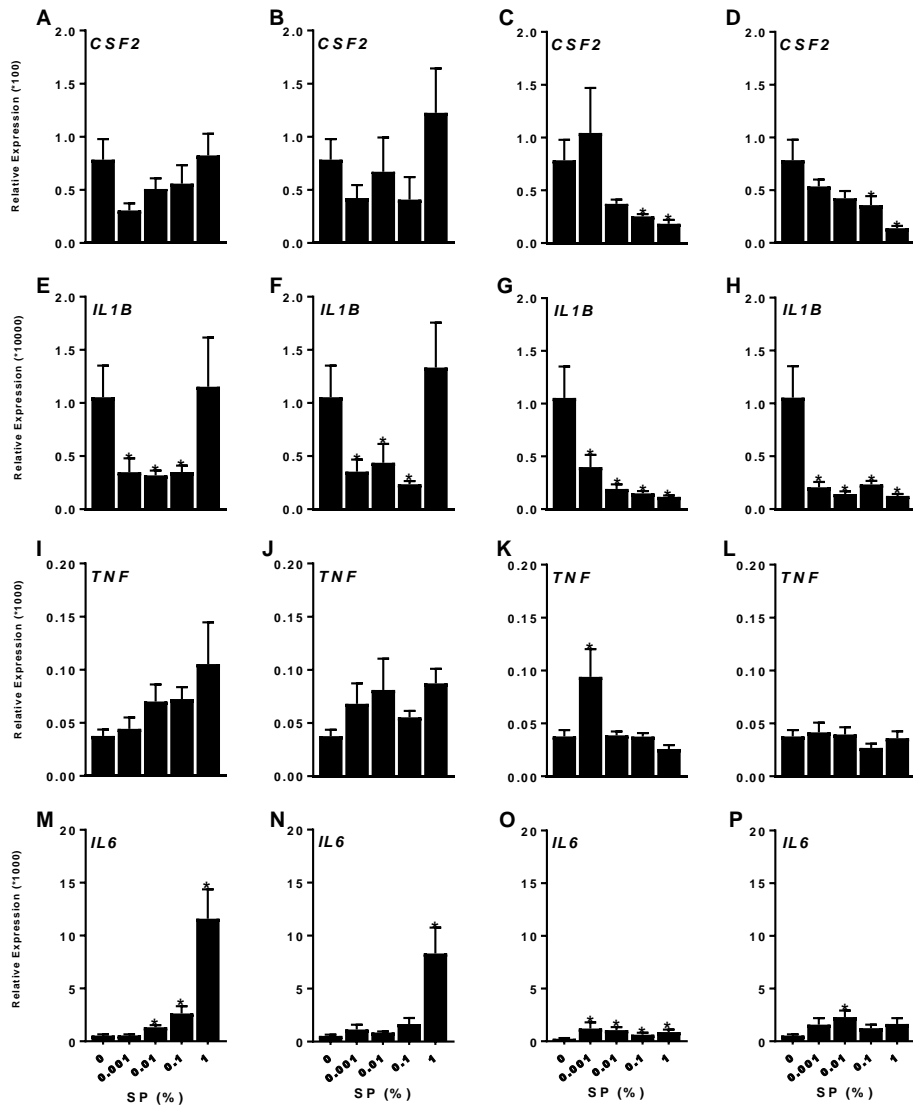 A B C D
CSF2 CSF2 CSF2 CSF2
Relative Expression (*100)
2.0 2.0 2.0 2.0
1.5 1.5 1.5 1.5
1.0 1.0 1.0 1.0
0.5 0.5 0.5 0.5
0.0 0.0 0.0 0.0
* * * *
E F G H
IL1B IL1B IL1B IL1B
Relative Expression (*10000)
2.0 2.0 2.0 2.0
1.5 1.5 1.5 1.5
1.0 1.0 1.0 1.0
0.5 0.5 0.5 0.5
0.0 0.0 0.0 0.0
* * * * * * * * * * * * * *
I J K L
TNF TNF TNF TNF
Relative Expression (*1000)
0.20 0.20 0.20 0.20
0.15 0.15 0.15 0.15
0.10 0.10 0.10 0.10
0.05 0.05 0.05 0.05
0.00 0.00 0.00 0.00
*
M N O P
IL6 IL6 IL6 IL6
Relative Expression (*1000)
20 20 20 20
15 15 15 15
10 10 10 10
5 5 5 5
0 0 0 0
* * * * * * * * *
0 0.001 0.01 0.1 1 0 0.001 0.01 0.1 1 0 0.001 0.01 0.1 1 0 0.001 0.01 0.1 1
SP (%) SP (%) SP (%) SP (%)